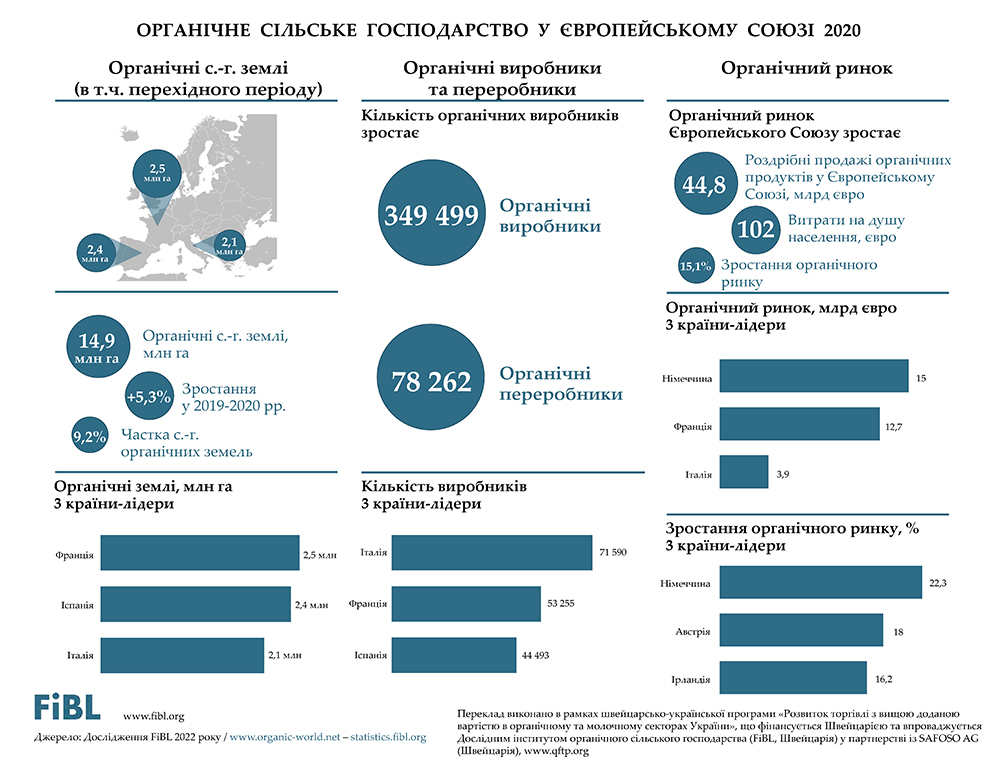 ОРГАНІЧНЕ СІЛЬСЬКЕ ГОСПОДАРСТВО У ЄВРОПЕЙСЬКОМУ СОЮЗІ 2020
Органічні с.-г. землі
(в т.ч. перехідного періоду)
2,5
млн га
2,4
млн га
2,1
млн га
14,9
млн га
Органічні с.-г. землі,
млн га
+5,3%
Зростання
у 2019-2020 рр.
9,2%
Частка с.-г.
органічних земель
Органічні землі, млн га
3 країни-лідери
Франція
2,5 млн
Іспанія
2,4 млн
Італія
2,1 млн
Органічні виробники
та переробники
Кількість органічних виробників
зростає
349 499
Органічні
виробники
78 262
Органічні
переробники
Кількість виробників
3 країни-лідери
Італія
71 590
Франція
53 255
Іспанія
44 493
Органічний ринок
Органічний ринок
Європейського Союзу зростає
44,8
Роздрібні продажі органічних
продуктів у Європейському
Союзі, млрд євро
102
Витрати на душу
населення, євро
15,1%
Зростання органічного
ринку
Органічний ринок, млрд євро
3 країни-лідери
Німеччина
15
Франція
12,7
Італія
3,9
Зростання органічного ринку, %
3 країни-лідери
Німеччина
22,3
Австрія
18
Ірландія
16,2
FiBL
www.fibl.org
Джерело: Дослідження FiBL 2022 року / www.organic-world.net – statistics.fibl.org
Переклад виконано в рамках швейцарсько-української програми «Розвиток торгівлі з вищою доданою
вартістю в органічному та молочному секторах України», що фінансується Швейцарією та впроваджується
Дослідним інститутом органічного сільського господарства (FiBL, Швейцарія) у партнерстві із SAFOSO AG
(Швейцарія), www.qftp.org